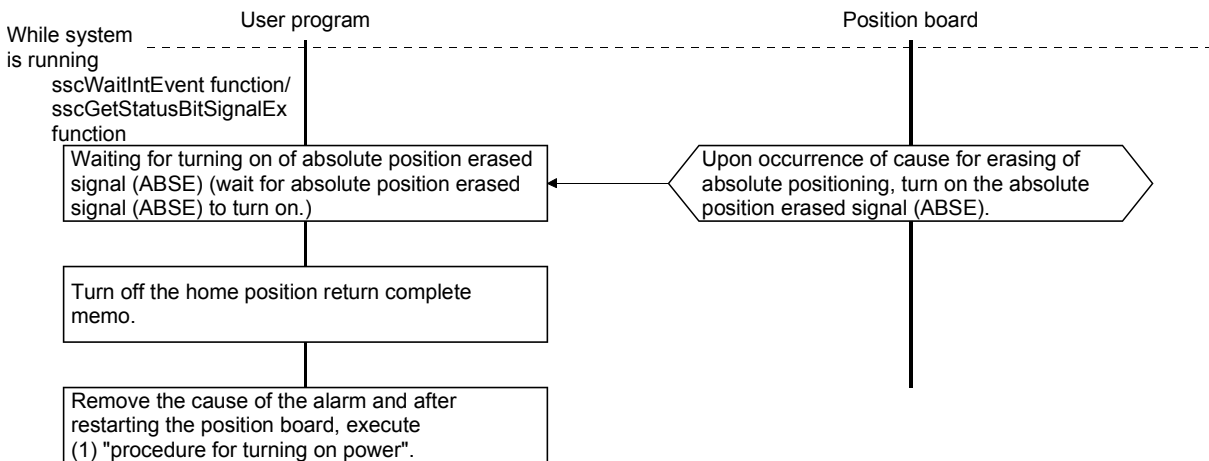 User program
Position board
While system
is running
sscWaitIntEvent function/
sscGetStatusBitSignalEx
function
Waiting for turning on of absolute position erased
signal (ABSE) (wait for absolute position erased
signal (ABSE) to turn on.)
Upon occurrence of cause for erasing of
absolute positioning, turn on the absolute
position erased signal (ABSE).
Turn off the home position return complete
memo.
Remove the cause of the alarm and after
restarting the position board, execute
(1) "procedure for turning on power".